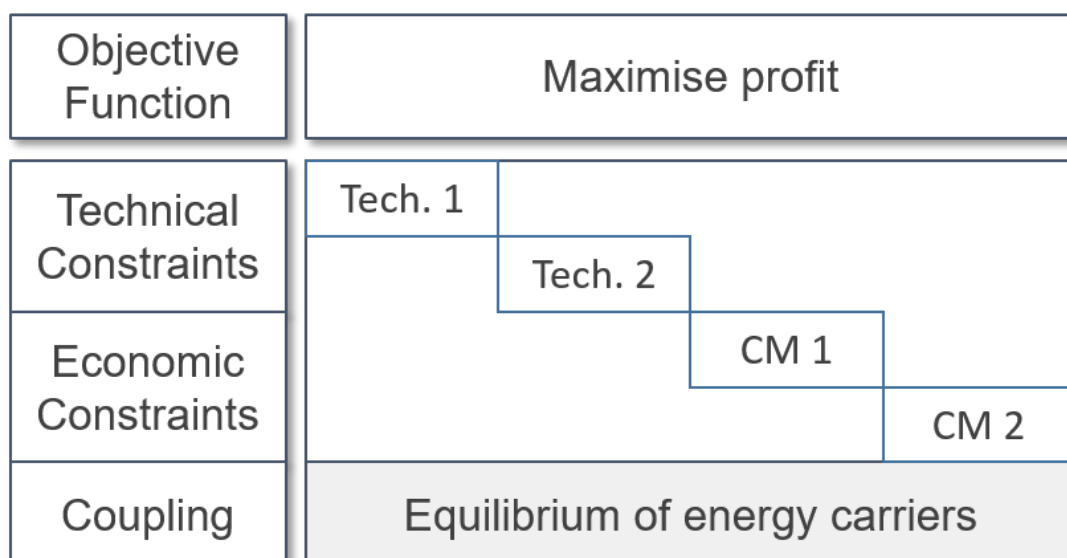 Objective
Function
Maximise profit
Technical
Constraints
Tech. 1
Tech. 2
Economic
Constraints
CM 1
CM 2
Coupling
Equilibrium of energy carriers